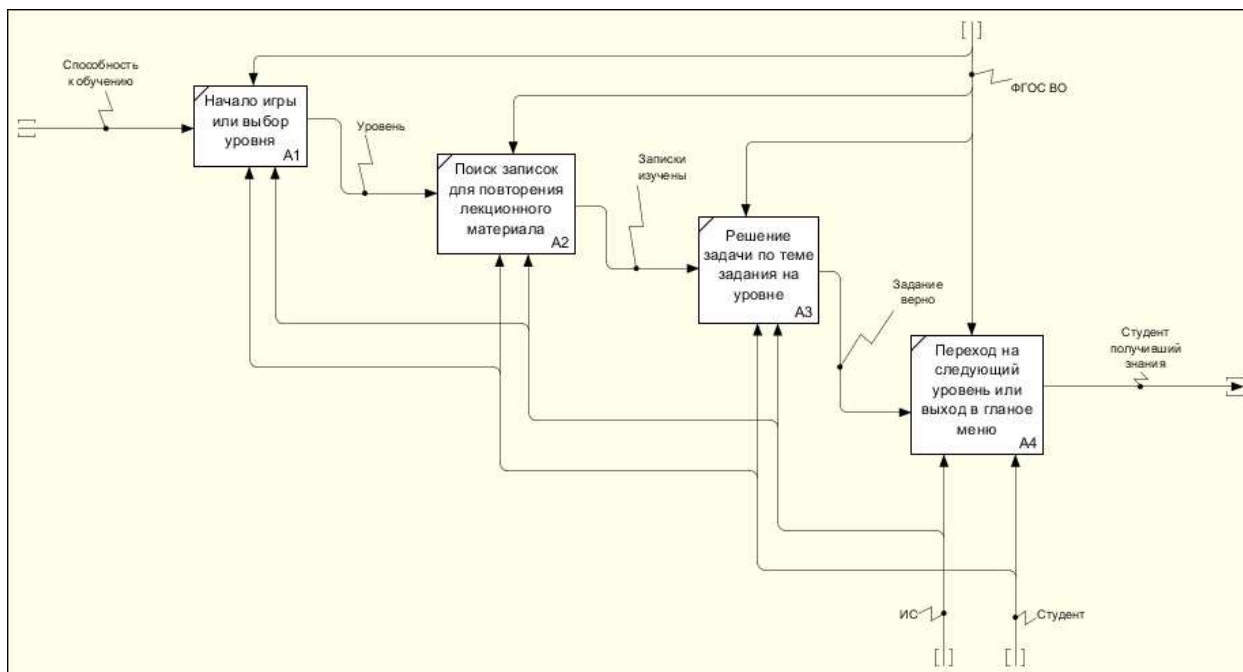 Способность
к обучению
Начало игры
или выбор
уровня
A1
Уровень
Поиск записок
для повторения
лекционного
материала
A2
Записки
изучены
Решение
задачи по теме
задания на
уровне
A3
ФГОС ВО
Задание
верно
Переход на
следующий
уровень или
выход в гланое
меню
A4
Студент
получивший
знания
ИС
Студент